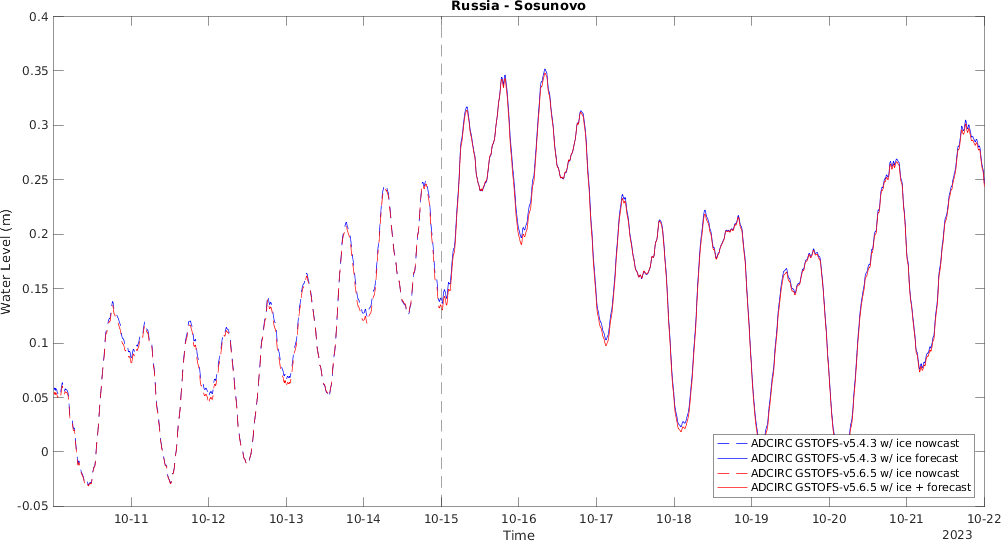 Russia - Sosunovo
0.4
0.35
0.3
0.25
0.2
0.15
0.1
0.05
0
-0.05
Water Level (m)
10-11 10-12 10-13 10-14 10-15 10-16 10-17 10-18 10-19 10-20 10-21 10-22
Time
2023
ADCIRC GSTOFS-v5.4.3 w/ ice nowcast
ADCIRC GSTOFS-v5.4.3 w/ ice forecast
ADCIRC GSTOFS-v5.6.5 w/ ice nowcast
ADCIRC GSTOFS-v5.6.5 w/ ice + forecast